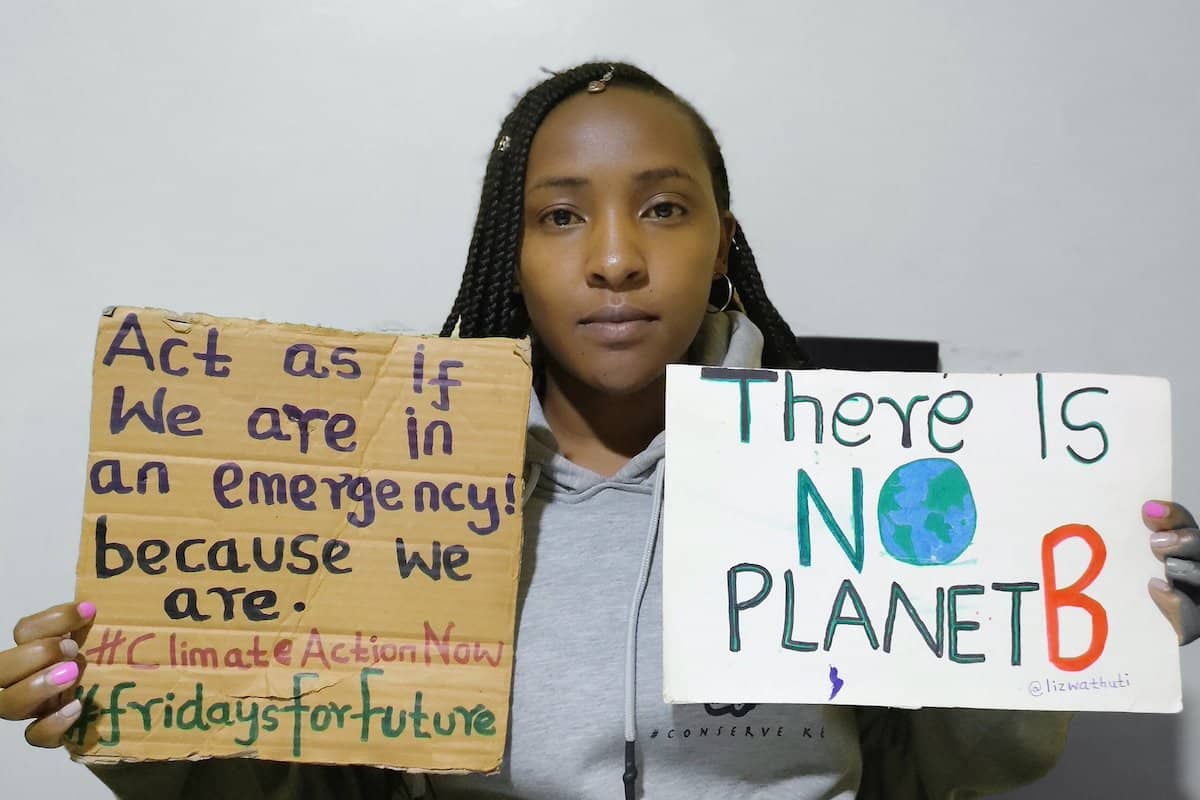 Act as if
We are in
an emergency!
because we
are.
#ClimateActionNow
#fridaysforfuture
There Is
NO
PLANET B
@lizwathuti
#CONSERVE KE